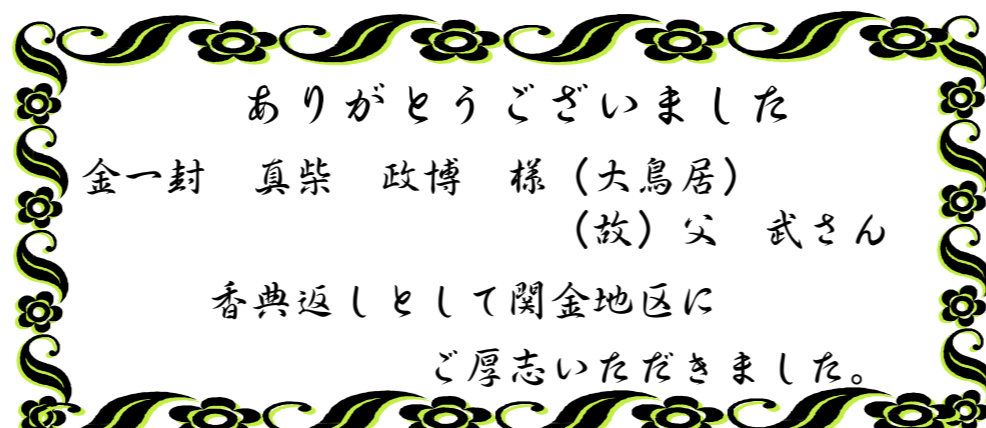 ありがとうございました
金一封　真柴　政博　様（大鳥居）
（故）父　武さん
香典返しとして関金地区に
ご厚志いただきました。